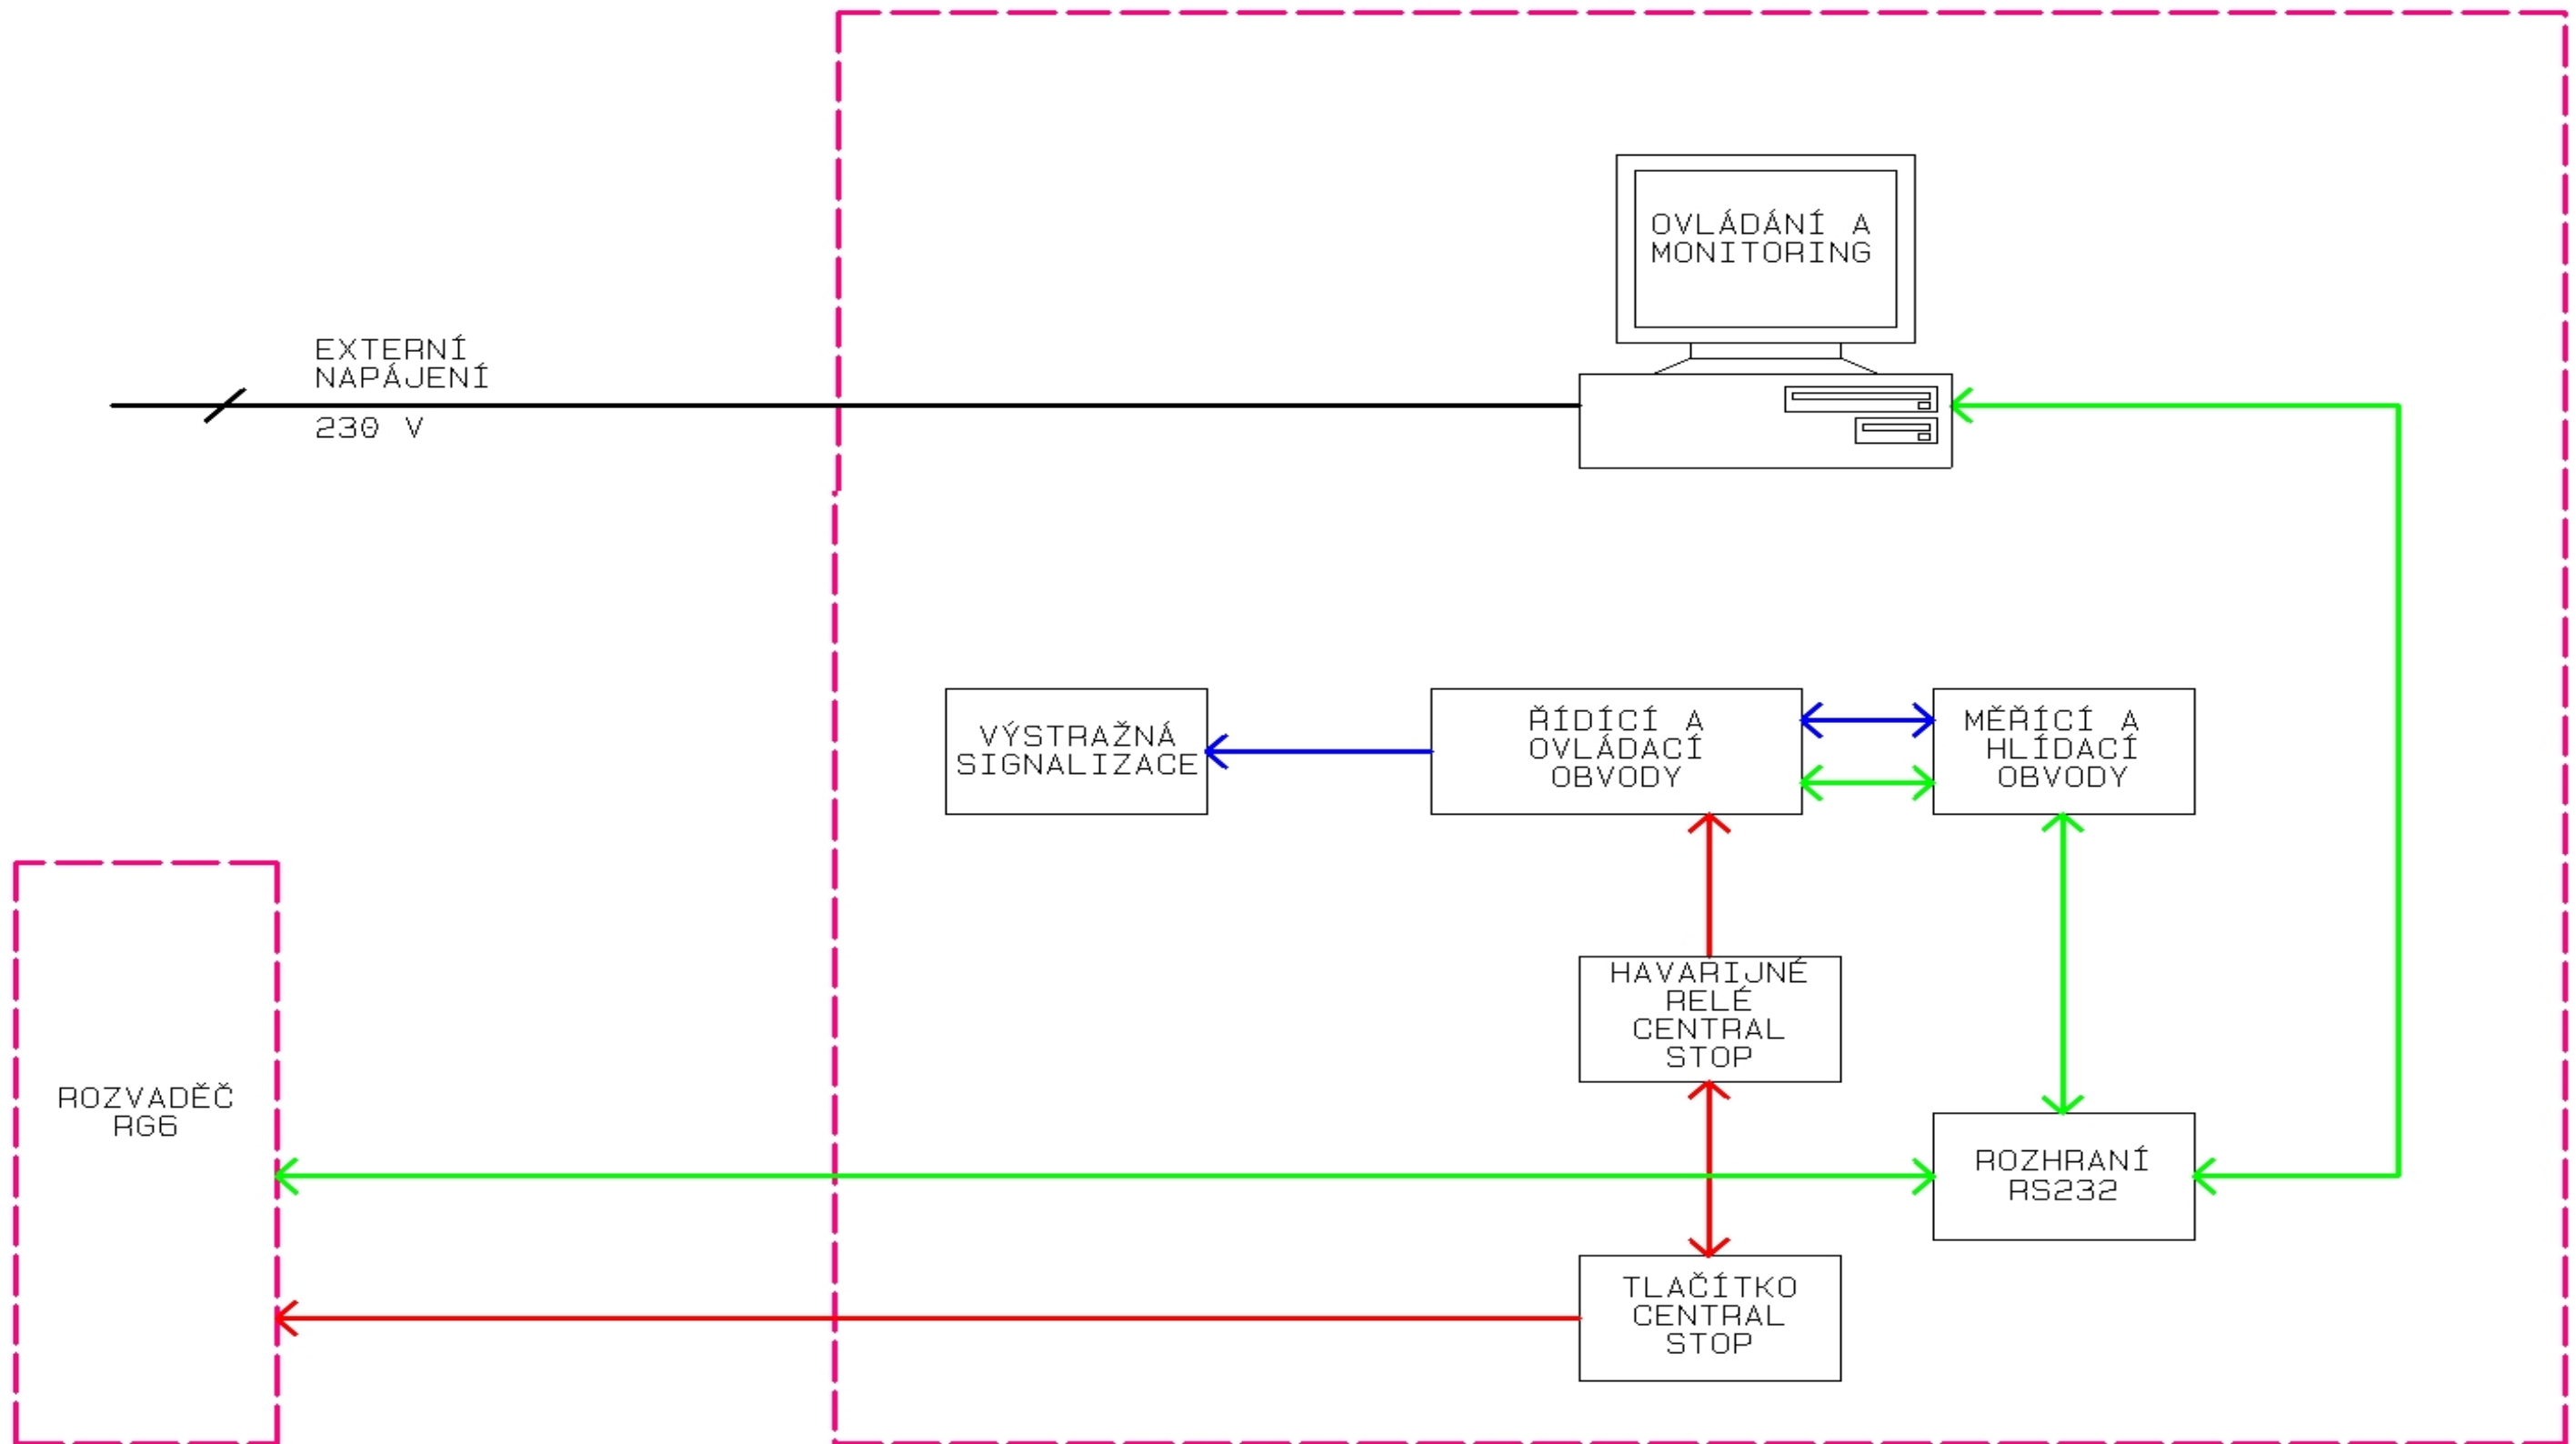 OVLÁDÁNÍ A
MONITORING
EXTERNÍ
NAPÁJENÍ
230 V
VÝSTRAŽNÁ
SIGNALIZACE
ŘÍDÍCÍ A
OVLÁDACÍ
OBVODY
MĚŘÍCÍ A
HLÍDACÍ
OBVODY
HAVARIJNÉ
RELÉ
CENTRAL
STOP
ROZVADĚČ
RG6
ROZHRANÍ
RS232
TLAČÍTKO
CENTRAL
STOP